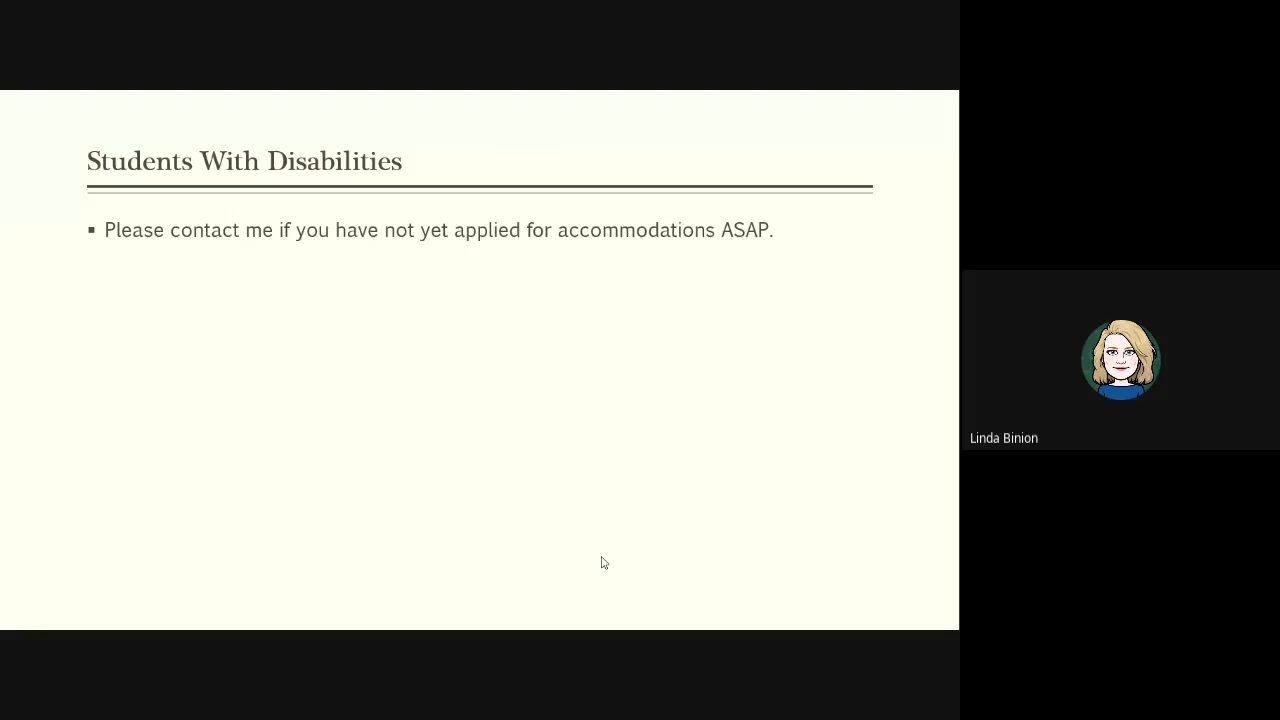 Students With Disabilities
▪ Please contact me if you have not yet applied for accommodations ASAP.
Linda Binion